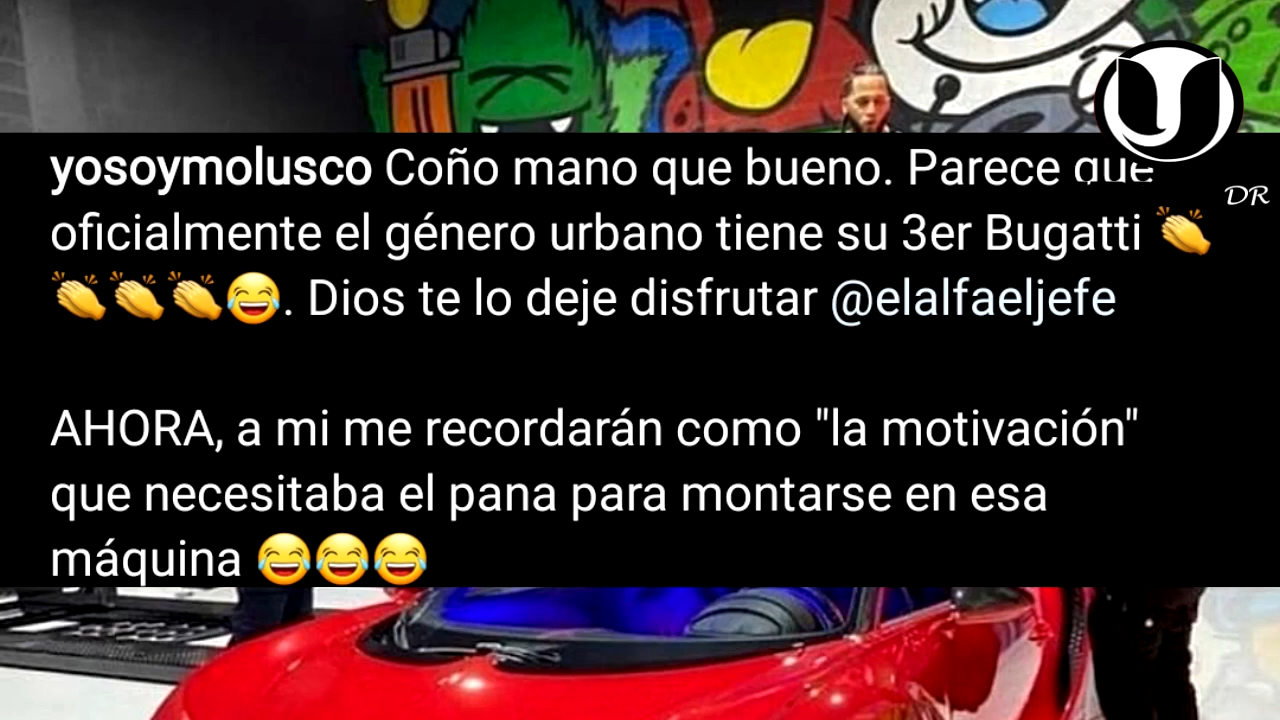 yosoymolusco Coño mano que bueno. Parece que
oficialmente el género urbano tiene su 3er Bugatti 👏
👏👏👏😂. Dios te lo deje disfrutar @elalfaeljefe
AHORA, a mi me recordarán como "la motivación"
que necesitaba el pana para montarse en esa
máquina 😂😂😂
DR